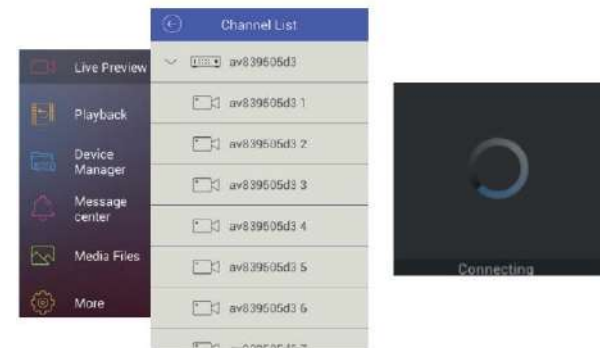 Live Preview
Playback
Device
Manager
Message
center
Media Files
More
Channel List
av839505d3
av839505d3 1
av839505d3 2
av839505d3 3
av839505d3 4
av839505d3 5
av839505d3 6
Connecting